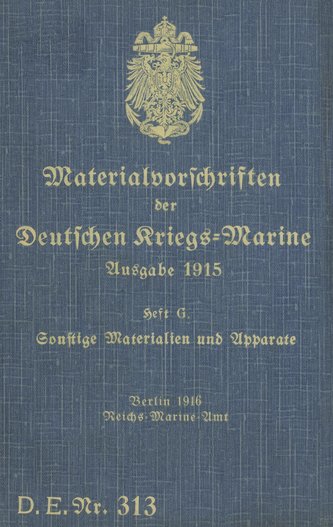 Materialvorschriften
der
Deutschen Kriegs-Marine
Ausgabe 1915
Heft G.
Sonstige Materialien und Apparate
Berlin 1916
Reichs-Marine-Amt
D. E. Nr. 313